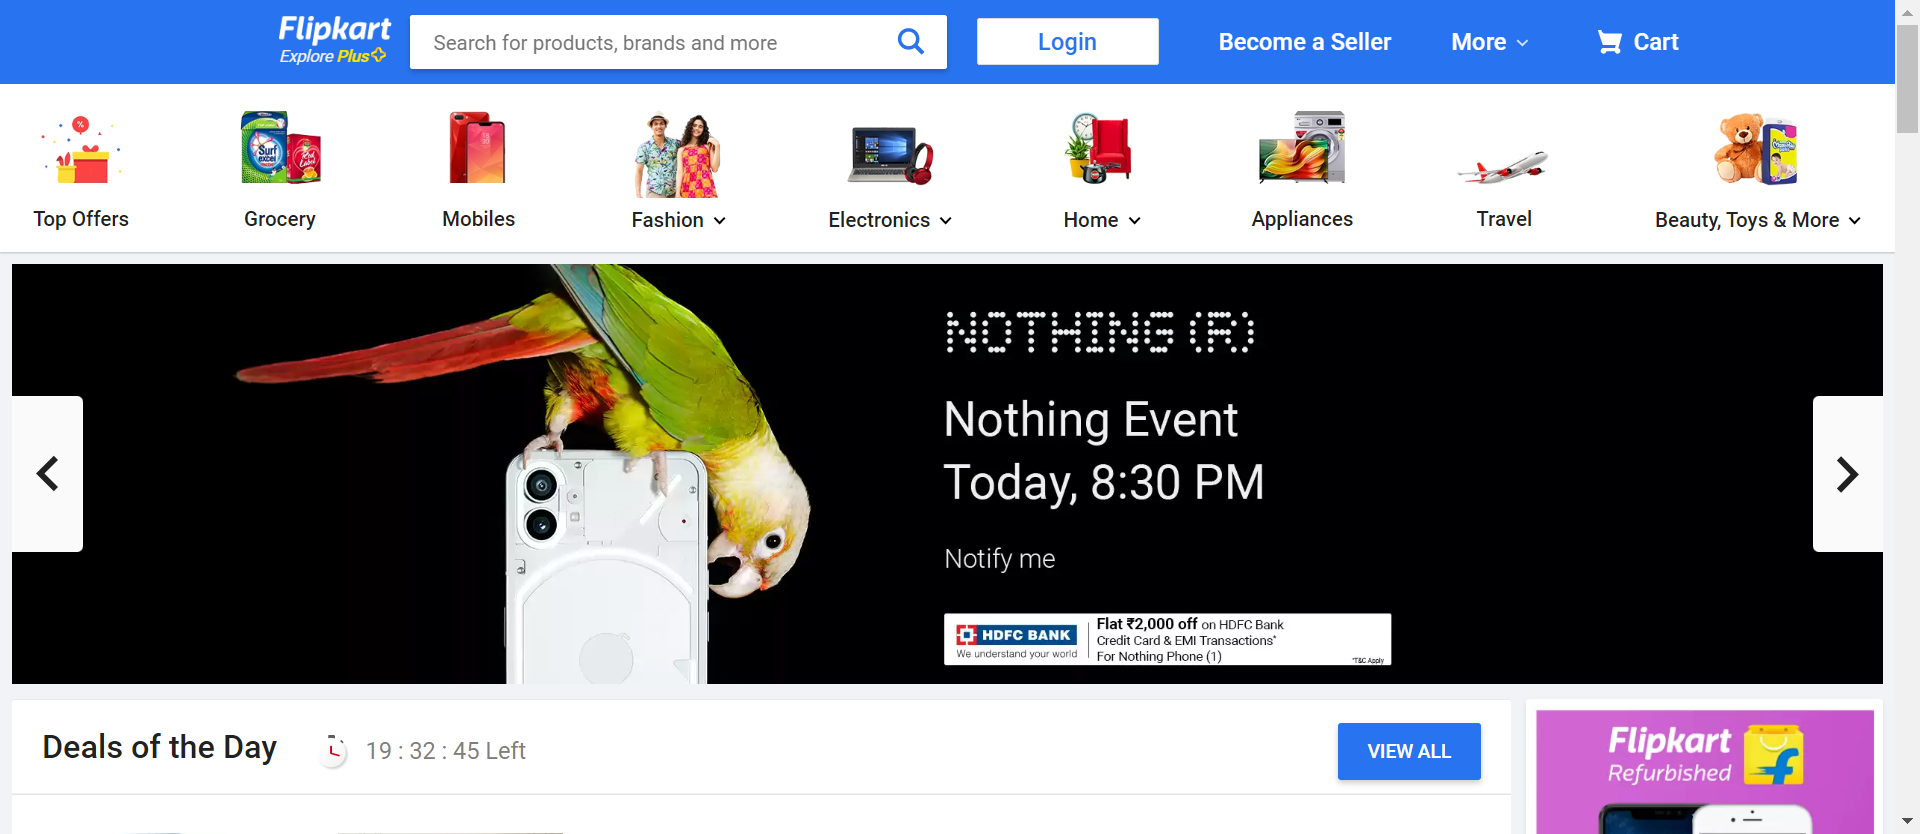 Flipkart
Explore Plus
Search for products, brands and more
Login
Become a Seller
More
Cart
Top Offers
Grocery
Mobiles
Fashion
Electronics
Home
Appliances
Travel
Beauty, Toys & More
%
Surf
excel
NOTHING (R)
Nothing Event
Today, 8:30 PM
Notify me
HDFC BANK
We understand your world
Flat ₹2,000 off on HDFC Bank
Credit Card & EMI Transactions*
For Nothing Phone (1)
*T&C Apply
Deals of the Day
19 : 32 : 45 Left
VIEW ALL
Flipkart
Refurbished